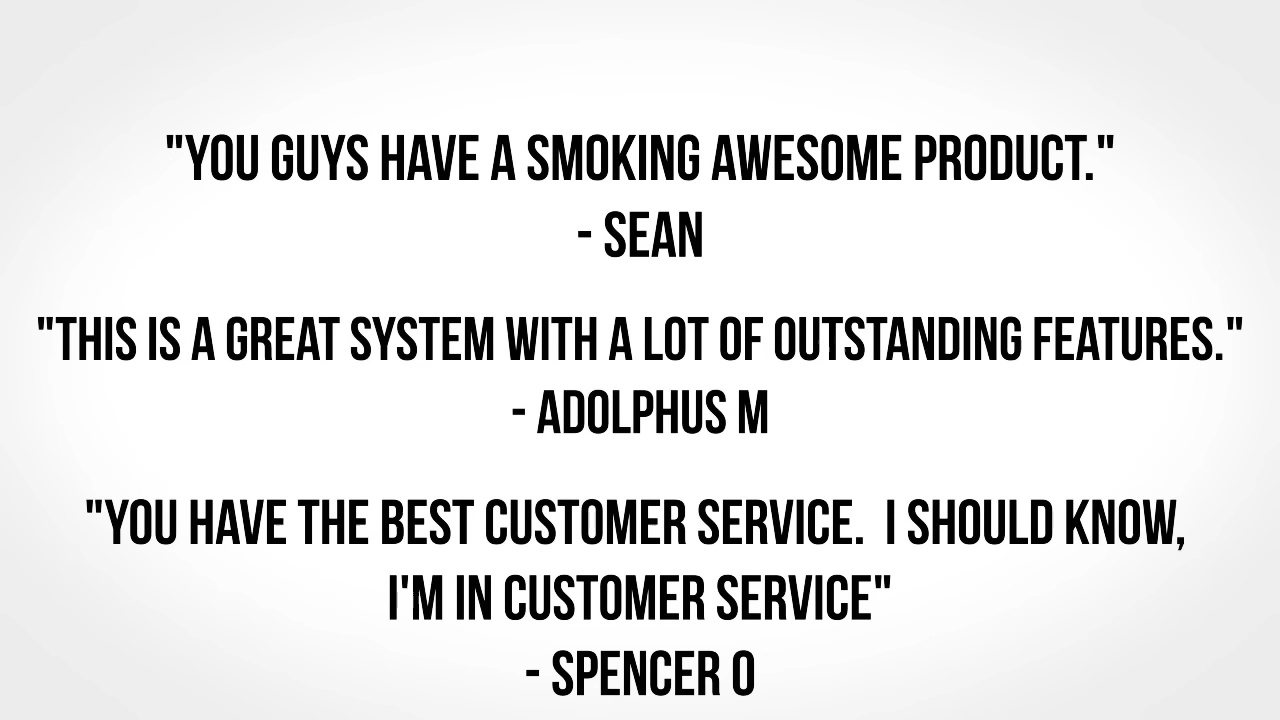 "YOU GUYS HAVE A SMOKING AWESOME PRODUCT."
- SEAN
"THIS IS A GREAT SYSTEM WITH A LOT OF OUTSTANDING FEATURES."
- ADOLPHUS M
"YOU HAVE THE BEST CUSTOMER SERVICE.  I SHOULD KNOW,
I'M IN CUSTOMER SERVICE"
- SPENCER O